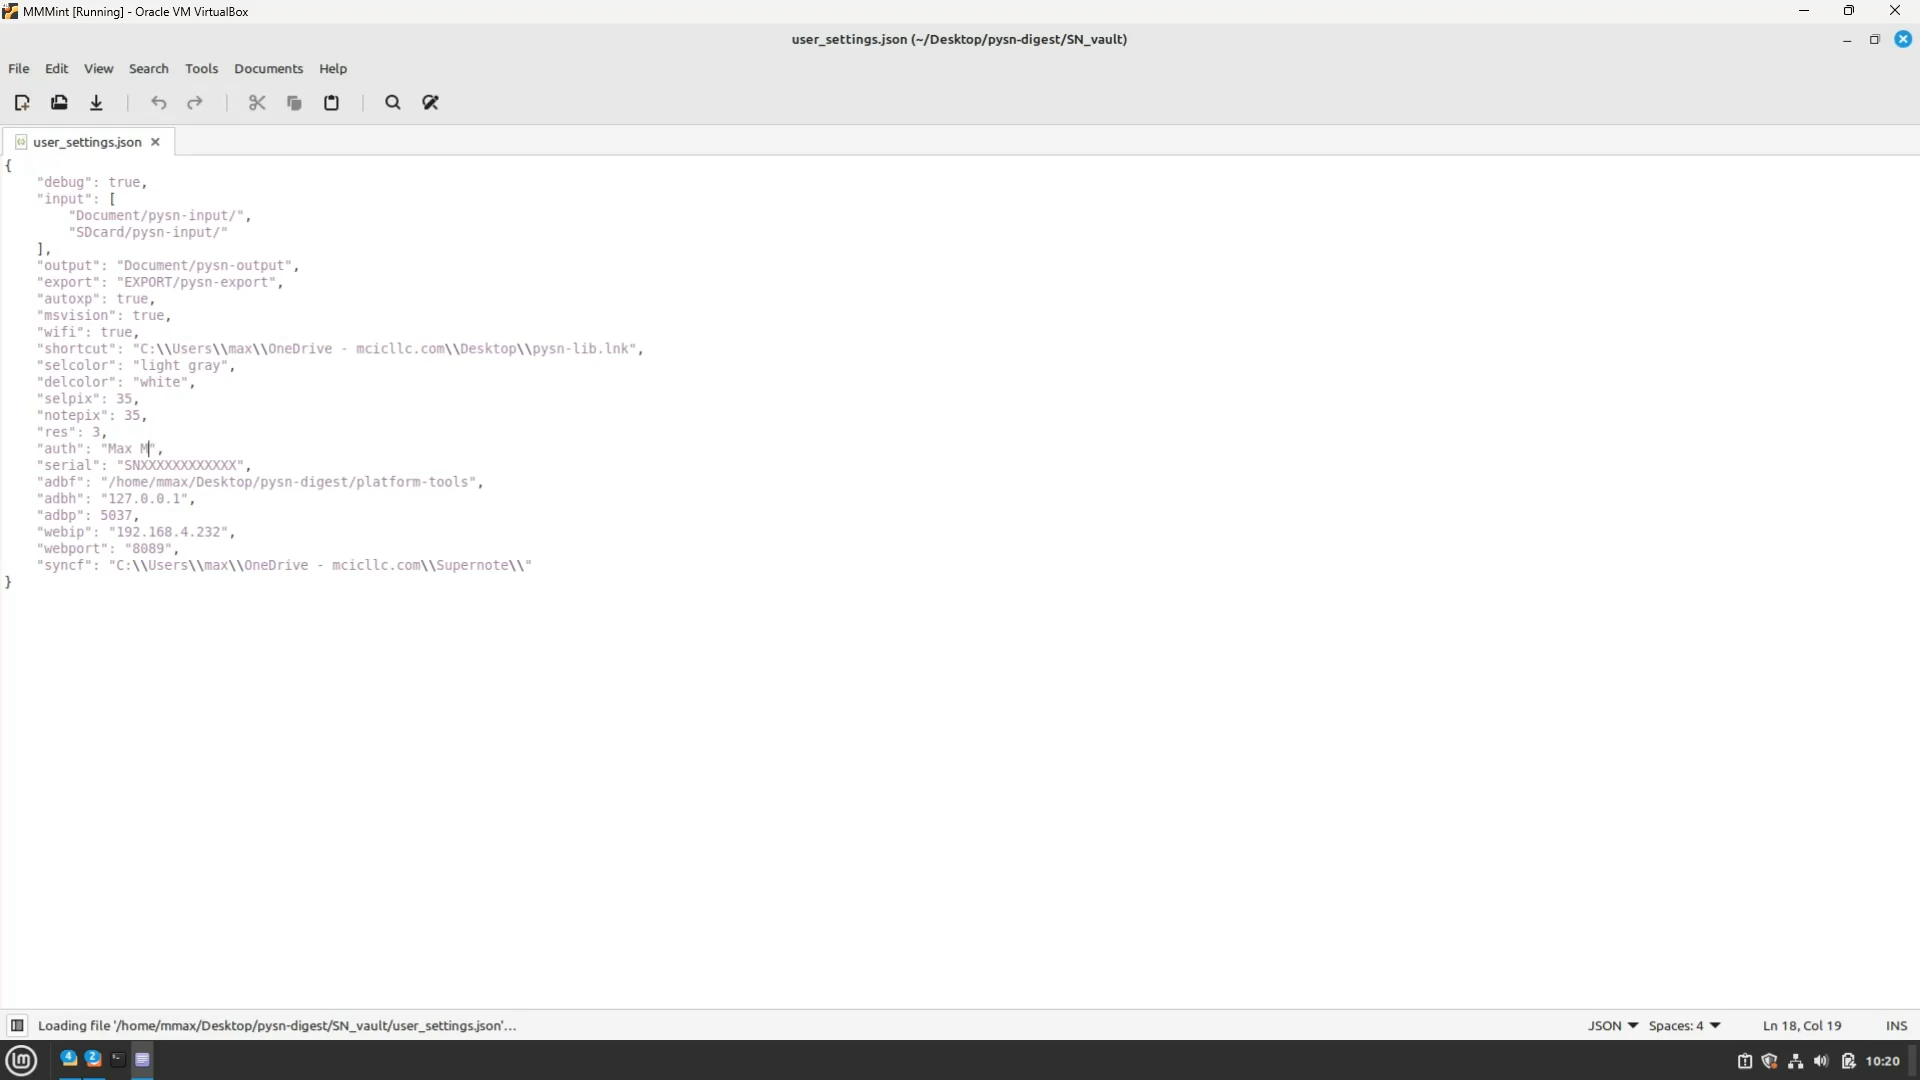 MMMint [Running] - Oracle VM VirtualBox
user_settings.json (~/Desktop/pysn-digest/SN_vault)
File Edit View Search Tools Documents Help
user_settings.json
{
    "debug": true,
    "input": [
        "Document/pysn-input/",
        "SDcard/pysn-input/"
    ],
    "output": "Document/pysn-output",
    "export": "EXPORT/pysn-export",
    "autoxp": true,
    "msvision": true,
    "wifi": true,
    "shortcut": "C:\\Users\\max\\OneDrive - mcicllc.com\\Desktop\\pysn-lib.lnk",
    "selcolor": "light gray",
    "delcolor": "white",
    "selpix": 35,
    "notepix": 35,
    "res": 3,
    "auth": "Max M",
    "serial": "SNXXXXXXXXXXXX",
    "adbf": "/home/mmax/Desktop/pysn-digest/platform-tools",
    "adbh": "127.0.0.1",
    "adbp": 5037,
    "webip": "192.168.4.232",
    "webport": "8089",
    "syncf": "C:\\Users\\max\\OneDrive - mcicllc.com\\Supernote\\"
}
Loading file '/home/mmax/Desktop/pysn-digest/SN_vault/user_settings.json'... JSON Spaces: 4 Ln 18, Col 19 INS
lm 4 2 10:20